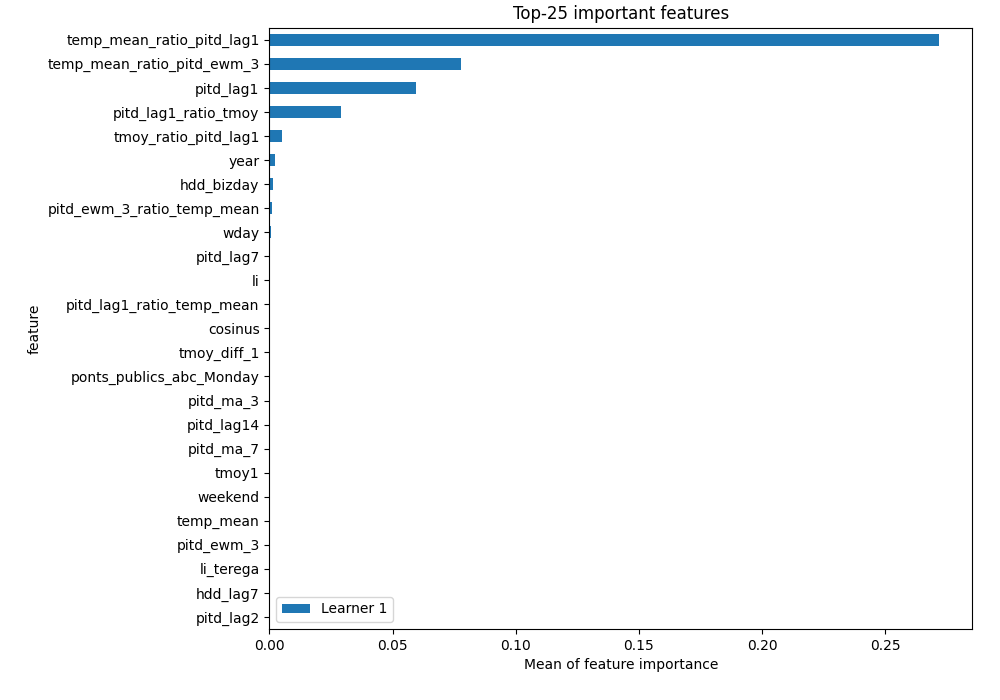 Top-25 important features
temp_mean_ratio_pitd_lag1
temp_mean_ratio_pitd_ewm_3
pitd_lag1
pitd_lag1_ratio_tmoy
tmoy_ratio_pitd_lag1
year
hdd_bizday
pitd_ewm_3_ratio_temp_mean
wday
pitd_lag7
li
pitd_lag1_ratio_temp_mean
cosinus
tmoy_diff_1
ponts_publics_abc_Monday
pitd_ma_3
pitd_lag14
pitd_ma_7
tmoy1
weekend
temp_mean
pitd_ewm_3
li_terega
hdd_lag7
pitd_lag2
feature
Learner 1
0.00 0.05 0.10 0.15 0.20 0.25
Mean of feature importance